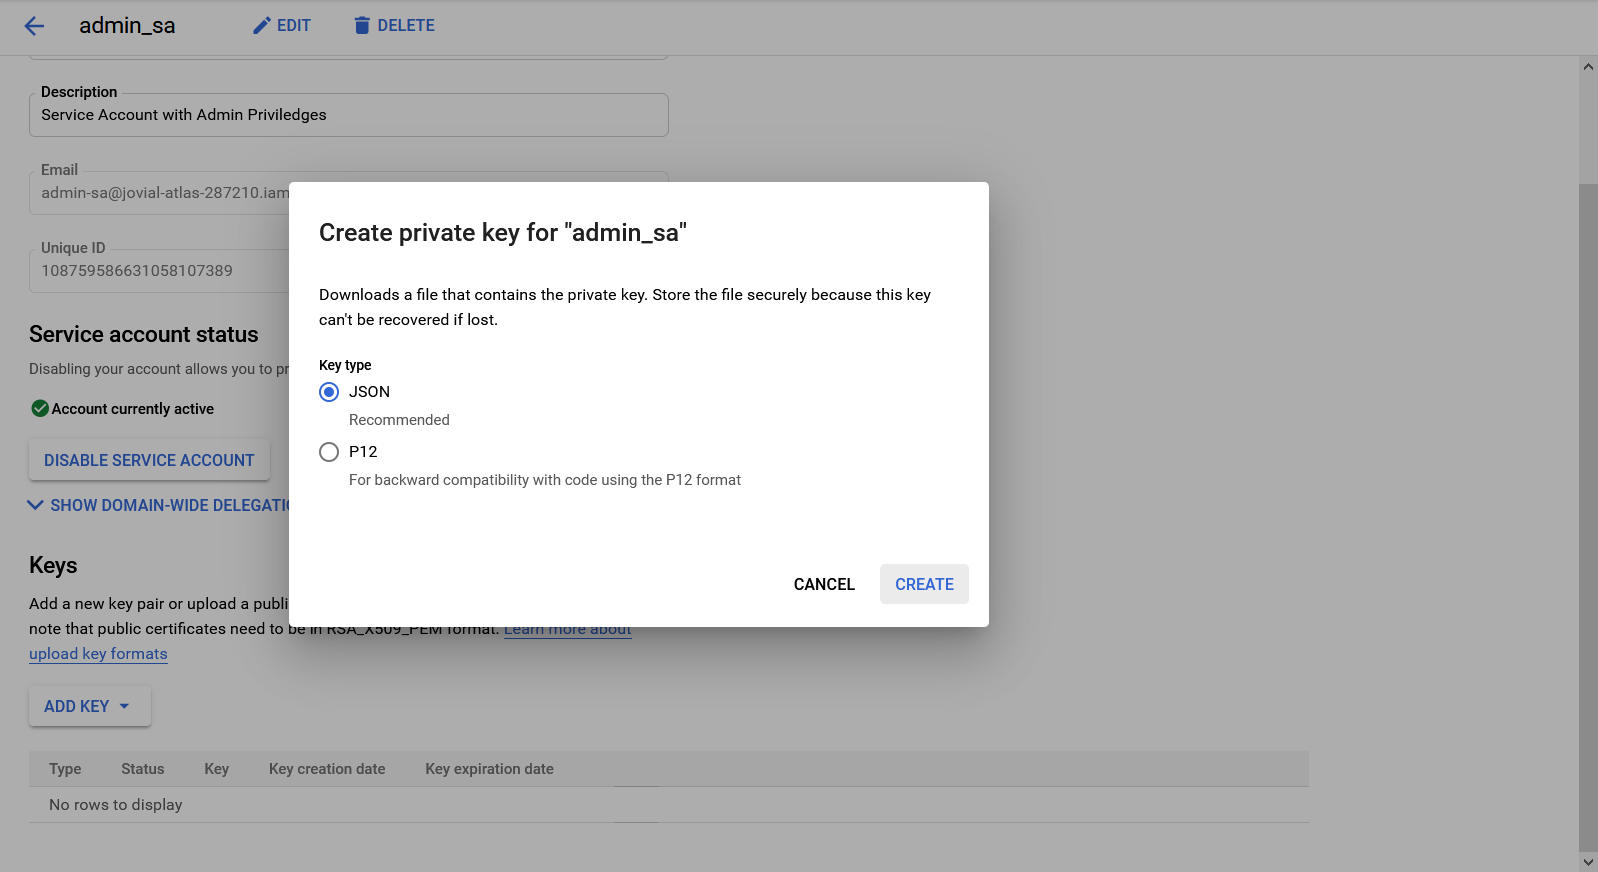 admin_sa
EDIT
DELETE
Description
Service Account with Admin Priviledges
Email
admin-sa@jovial-atlas-287210.iam
Unique ID
108759586631058107389
Service account status
Disabling your account allows you to pr
Account currently active
DISABLE SERVICE ACCOUNT
SHOW DOMAIN-WIDE DELEGATIO
Keys
Add a new key pair or upload a publi
note that public certificates need to be in RSA_X509_PEM format. Learn more about
upload key formats
ADD KEY
Type Status Key Key creation date Key expiration date
No rows to display
Create private key for "admin_sa"
Downloads a file that contains the private key. Store the file securely because this key
can't be recovered if lost.
Key type
JSON
Recommended
P12
For backward compatibility with code using the P12 format
CANCEL
CREATE